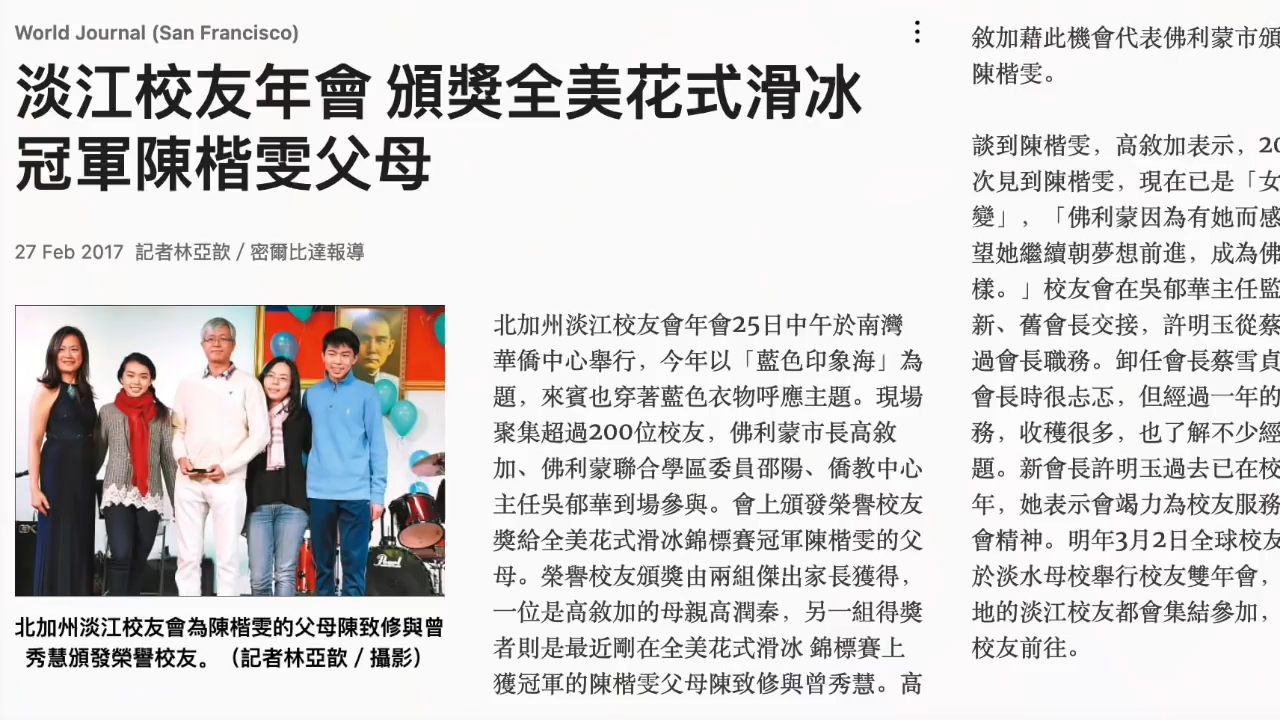 World Journal (San Francisco)
淡江校友年會 頒獎全美花式滑冰
冠軍陳楷雯父母
27 Feb 2017 記者林亞歆 / 密爾比達報導
北加州淡江校友會為陳楷雯的父母陳致修與曾
秀慧頒發榮譽校友。（記者林亞歆 / 攝影）
北加州淡江校友會年會25日中午於南灣
華僑中心舉行，今年以「藍色印象海」為
題，來賓也穿著藍色衣物呼應主題。現場
聚集超過200位校友，佛利蒙市長高敘
加、佛利蒙聯合學區委員邵陽、僑教中心
主任吳郁華到場參與。會上頒發榮譽校友
獎給全美花式滑冰錦標賽冠軍陳楷雯的父
母。榮譽校友頒獎由兩組傑出家長獲得，
一位是高敘加的母親高潤秦，另一組得獎
者則是最近剛在全美花式滑冰 錦標賽上
獲冠軍的陳楷雯父母陳致修與曾秀慧。高
敘加藉此機會代表佛利蒙市頒
陳楷雯。
談到陳楷雯，高敘加表示，20
次見到陳楷雯，現在已是「女
變」，「佛利蒙因為有她而感
望她繼續朝夢想前進，成為佛
樣。」校友會在吳郁華主任監
新、舊會長交接，許明玉從蔡
過會長職務。卸任會長蔡雪貞
會長時很忐忑，但經過一年的
務，收穫很多，也了解不少經
題。新會長許明玉過去已在校
年，她表示會竭力為校友服務
會精神。明年3月2日全球校友
於淡水母校舉行校友雙年會，
地的淡江校友都會集結參加，
校友前往。
Pearl